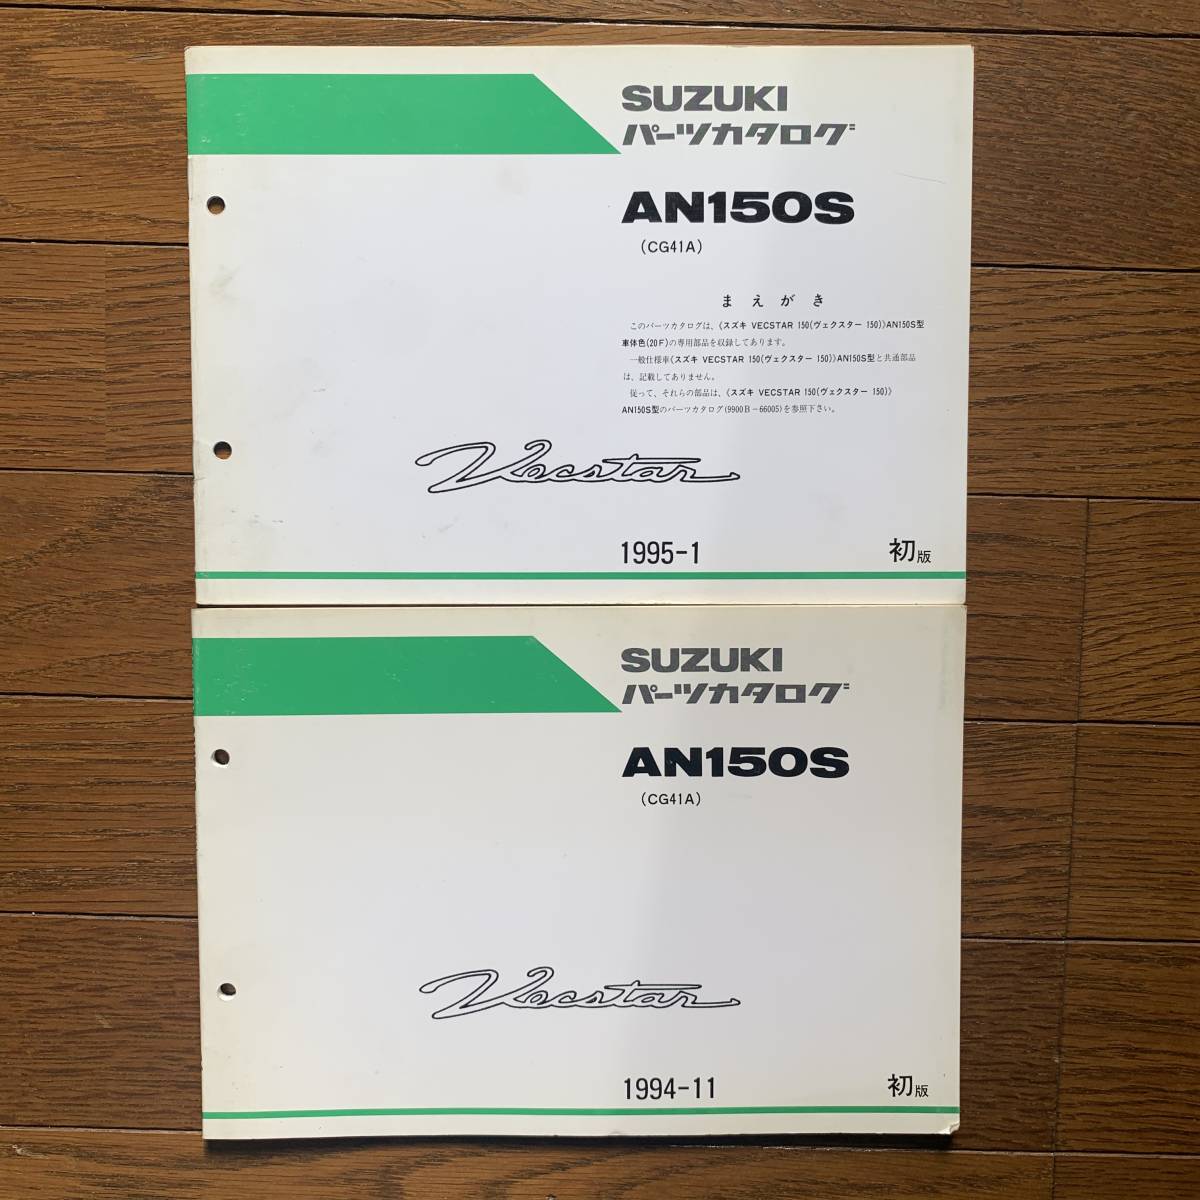 SUZUKI
パーツカタログ
AN150S
(CG41A)
まえがき
このパーツカタログは、《スズキ VECSTAR 150(ヴェクスター 150)》AN150S型
車体色(20F)の専用部品を収録してあります。
一般仕様車《スズキ VECSTAR 150(ヴェクスター 150)》AN150S型と共通部品
は、記載してありません。
従って、それらの部品は、《スズキ VECSTAR 150(ヴェクスター 150)》
AN150S型のパーツカタログ(9900B-66005)を参照下さい。
Vecstar
1995-1 初版
SUZUKI
パーツカタログ
AN150S
(CG41A)
Vecstar
1994-11 初版